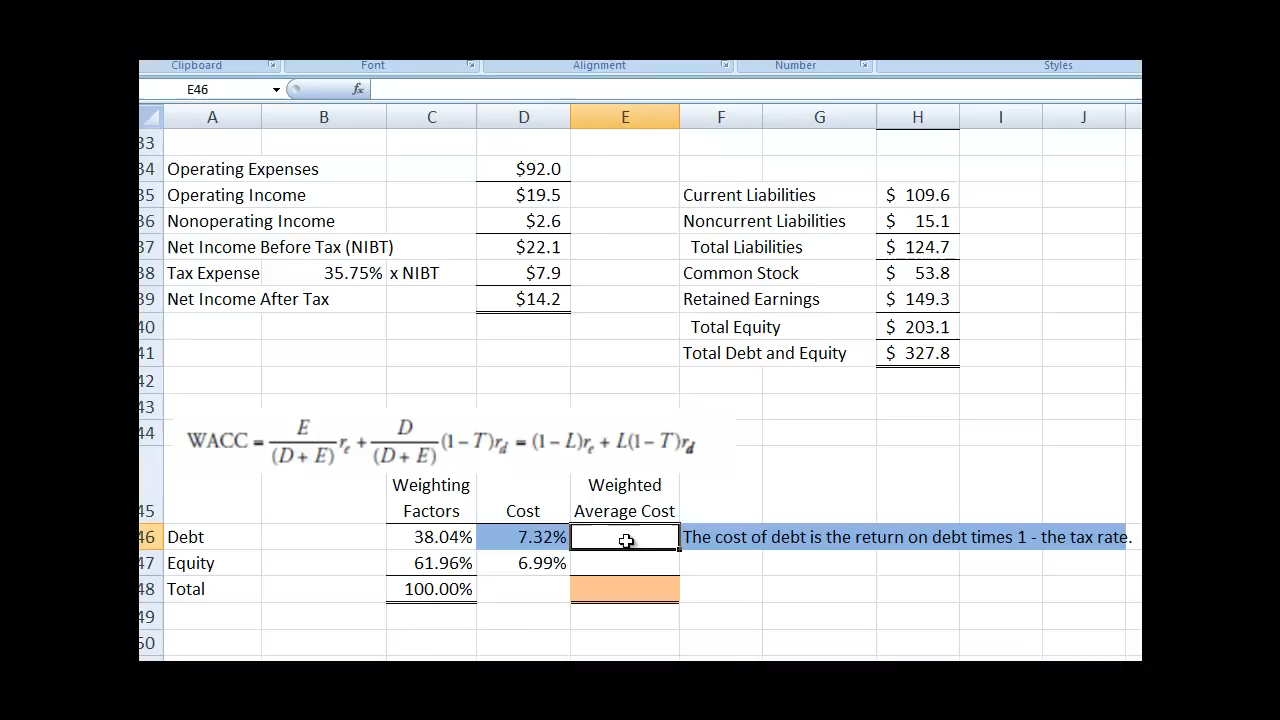 Clipboard Font Alignment Number Styles
E46 fx
A B C D E F G H I J
33
34 Operating Expenses $92.0
35 Operating Income $19.5 Current Liabilities $ 109.6
36 Nonoperating Income $2.6 Noncurrent Liabilities $ 15.1
37 Net Income Before Tax (NIBT) $22.1 Total Liabilities $ 124.7
38 Tax Expense 35.75% x NIBT $7.9 Common Stock $ 53.8
39 Net Income After Tax $14.2 Retained Earnings $ 149.3
40 Total Equity $ 203.1
41 Total Debt and Equity $ 327.8
42
43
44 WACC = E/(D + E) re + D/(D + E) (1 − T)rd = (1 − L)re + L(1 − T)rd
Weighting Weighted
45 Factors Cost Average Cost
46 Debt 38.04% 7.32% The cost of debt is the return on debt times 1 - the tax rate.
47 Equity 61.96% 6.99%
48 Total 100.00%
49
50